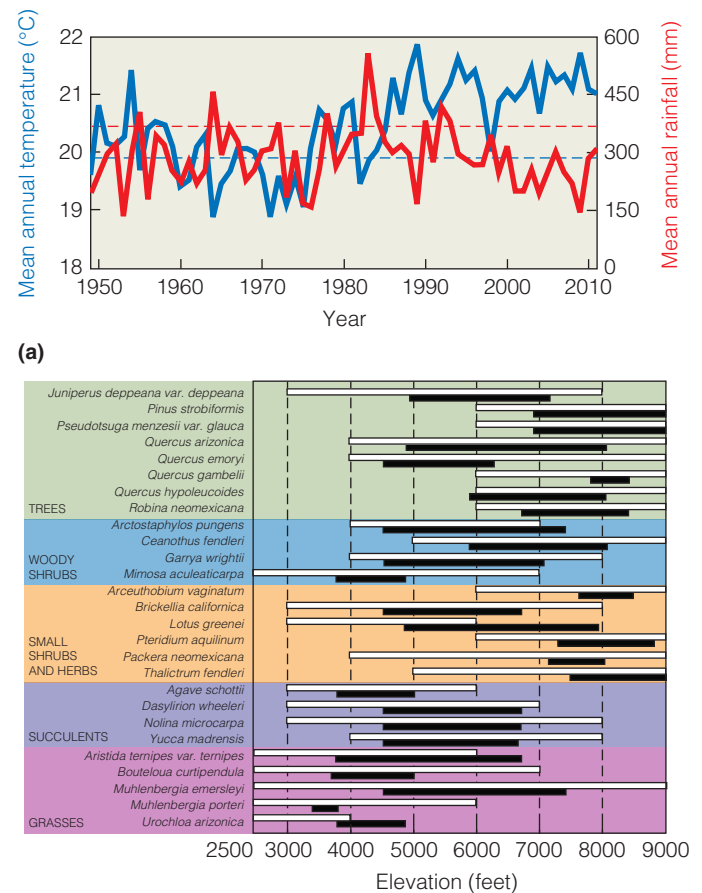 Mean annual temperature (°C)
22
21
20
19
18
600
450
300
150
0
Mean annual rainfall (mm)
1950 1960 1970 1980 1990 2000 2010
Year
(a)
Juniperus deppeana var. deppeana
Pinus strobiformis
Pseudotsuga menzesii var. glauca
Quercus arizonica
Quercus emoryi
Quercus gambelii
Quercus hypoleucoides
TREES
Robina neomexicana
Arctostaphylos pungens
Ceanothus fendleri
WOODY
SHRUBS
Garrya wrightii
Mimosa aculeaticarpa
Arceuthobium vaginatum
Brickellia californica
Lotus greenei
SMALL
SHRUBS
AND HERBS
Pteridium aquilinum
Packera neomexicana
Thalictrum fendleri
Agave schottii
Dasylirion wheeleri
Nolina microcarpa
SUCCULENTS
Yucca madrensis
Aristida ternipes var. ternipes
Bouteloua curtipendula
Muhlenbergia emersleyi
Muhlenbergia porteri
GRASSES
Urochloa arizonica
2500 3000 4000 5000 6000 7000 8000 9000
Elevation (feet)